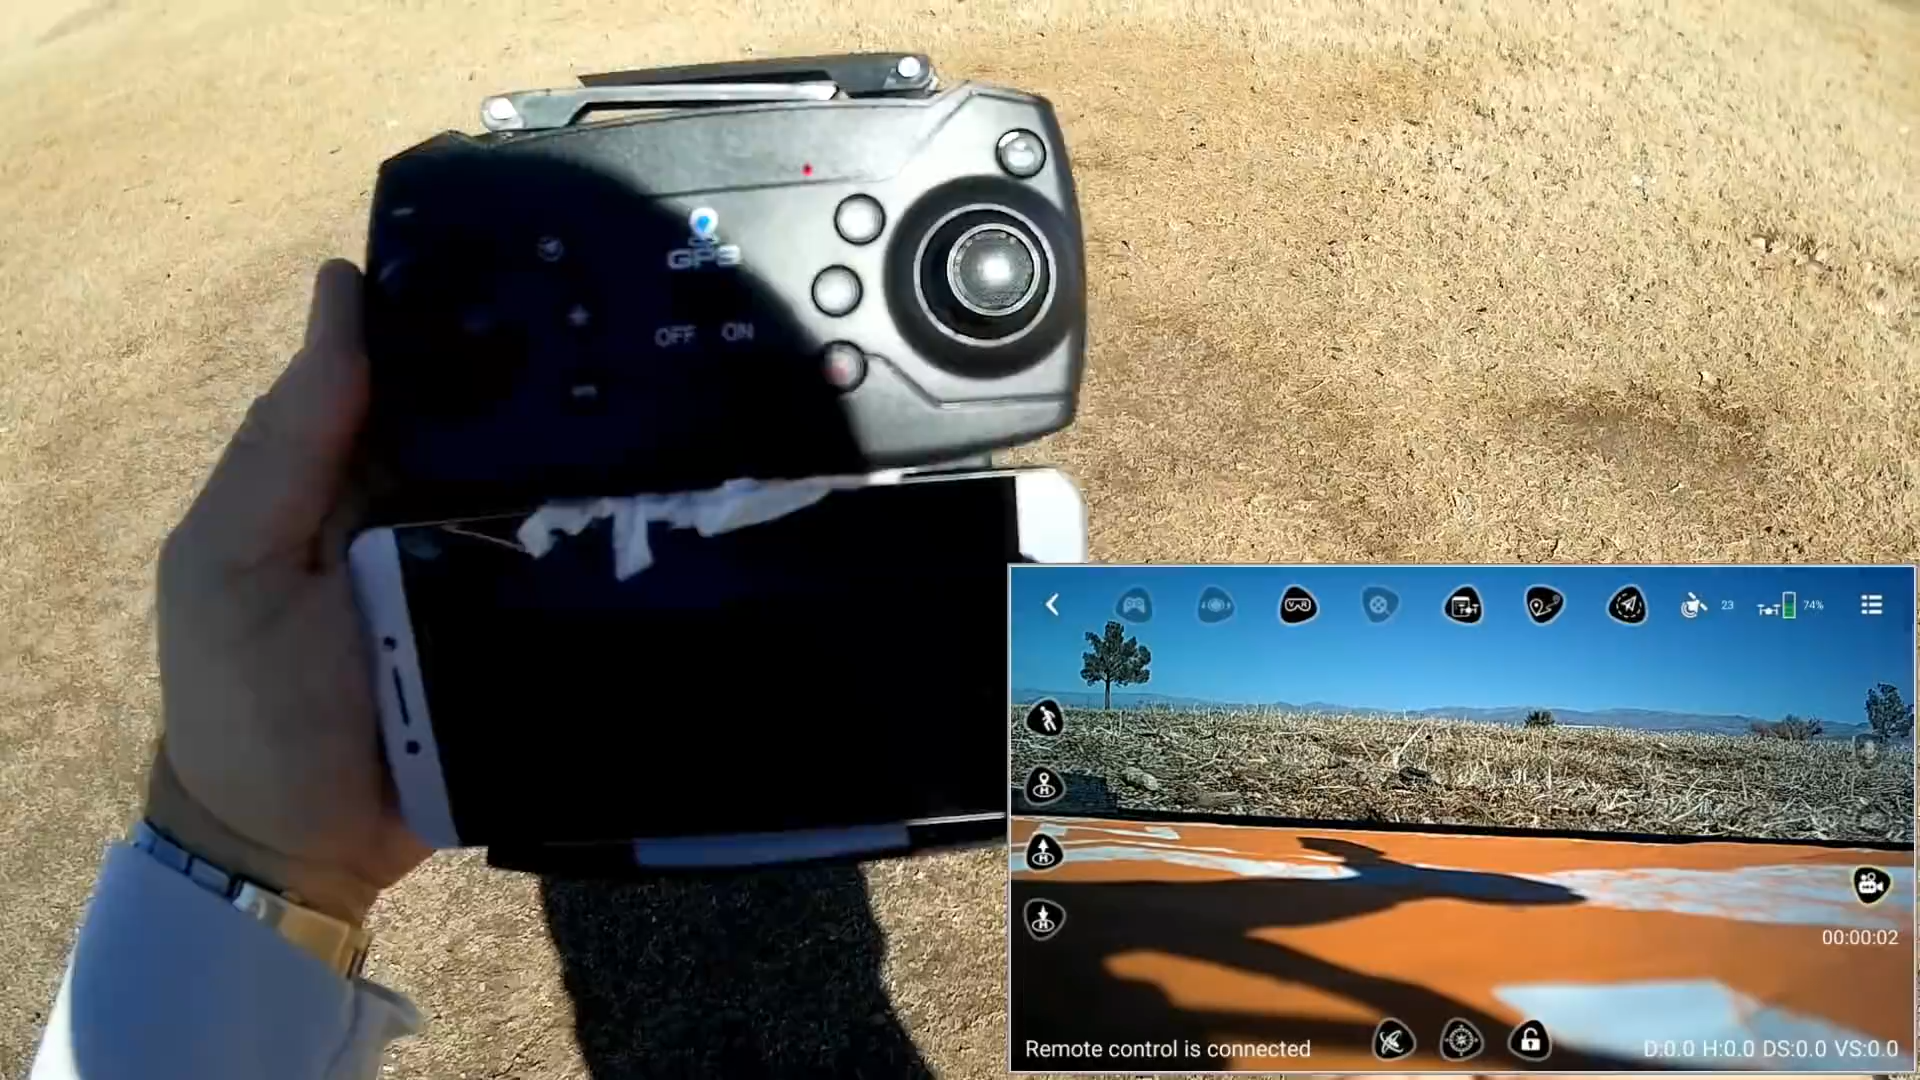 GPS
OFF ON
VR
23
74%
H
H
H
00:00:02
Remote control is connected
D:0.0 H:0.0 DS:0.0 VS:0.0